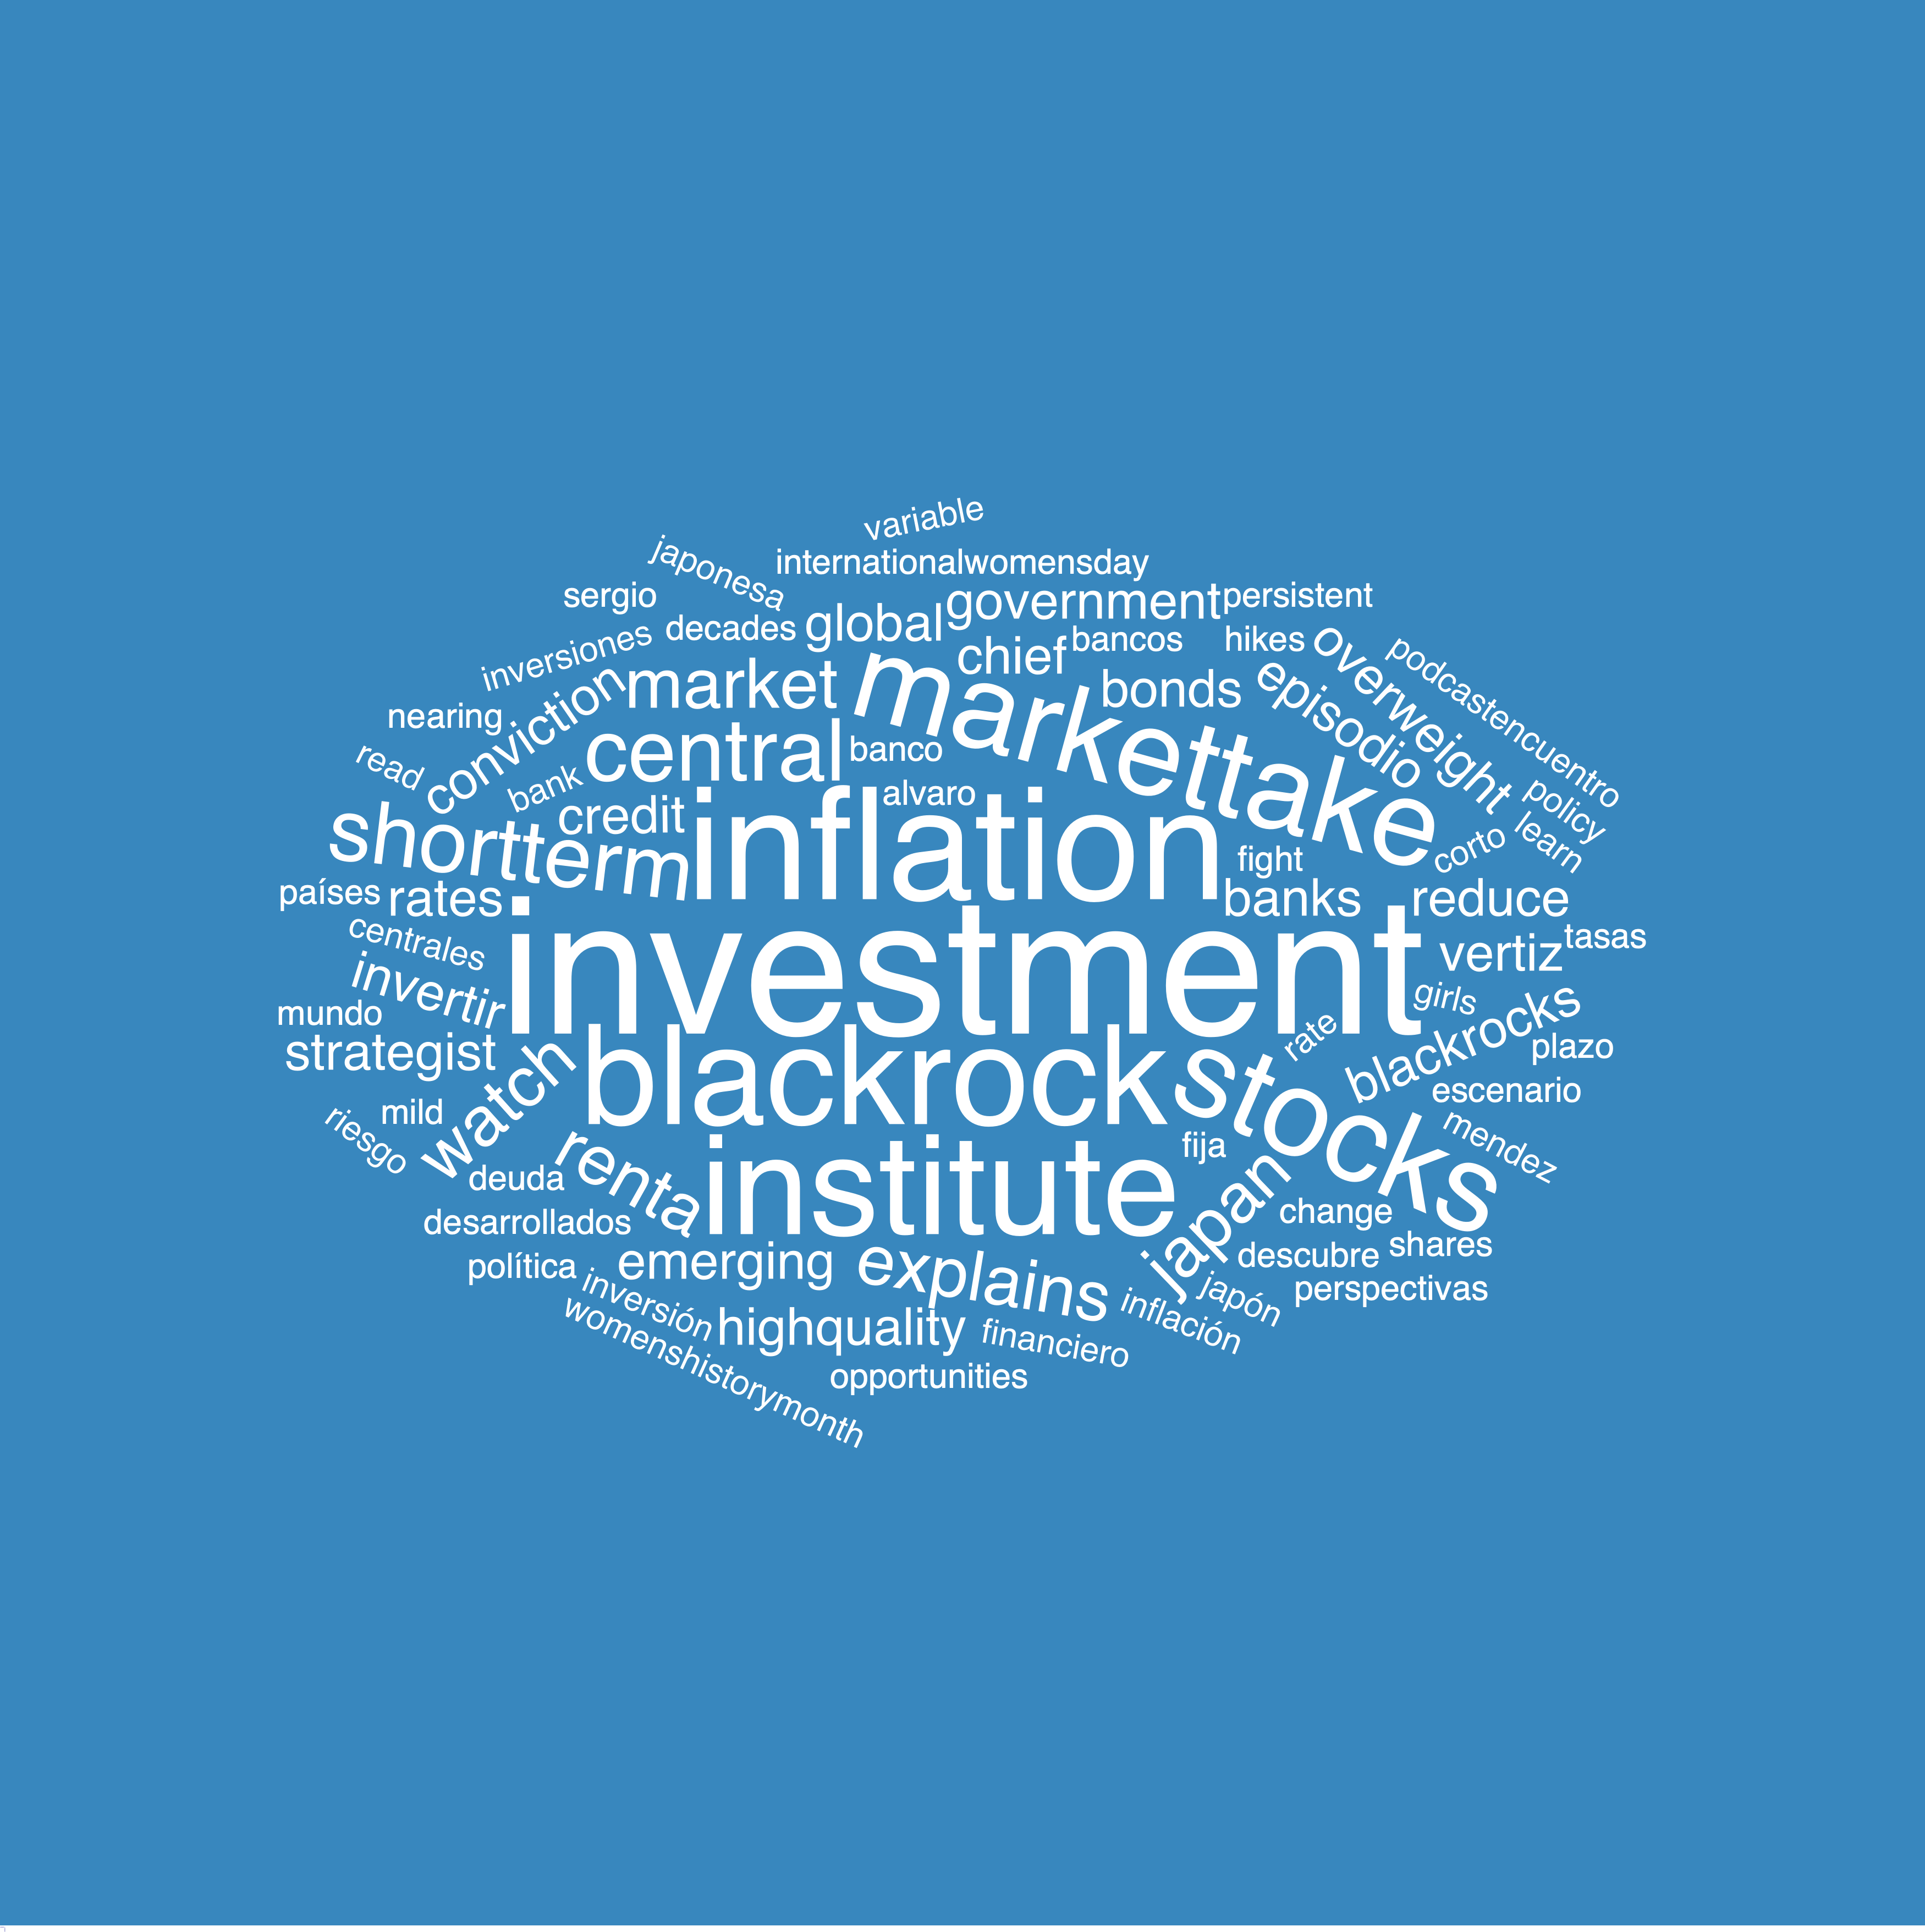 variable
internationalwomensday
japonesa
sergio
government
persistent
decades
global
bancos
hikes
inversiones
chief
overweight
podcastencuentro
market
markettake
bonds
episodio
nearing
conviction
central
banco
read
bank
credit
alvaro
policy
learn
shortterm
inflation
fight
corto
países
rates
banks
reduce
centrales
investment
vertiz
tasas
invertir
girls
mundo
strategist
blackrock
stocks
rate
blackrocks
plazo
watch
escenario
mild
riesgo
renta
institute
fija
mendez
deuda
japan
change
desarrollados
descubre
shares
política
emerging
explains
japón
perspectivas
inversión
highquality
financiero
inflación
womenshistorymonth
opportunities